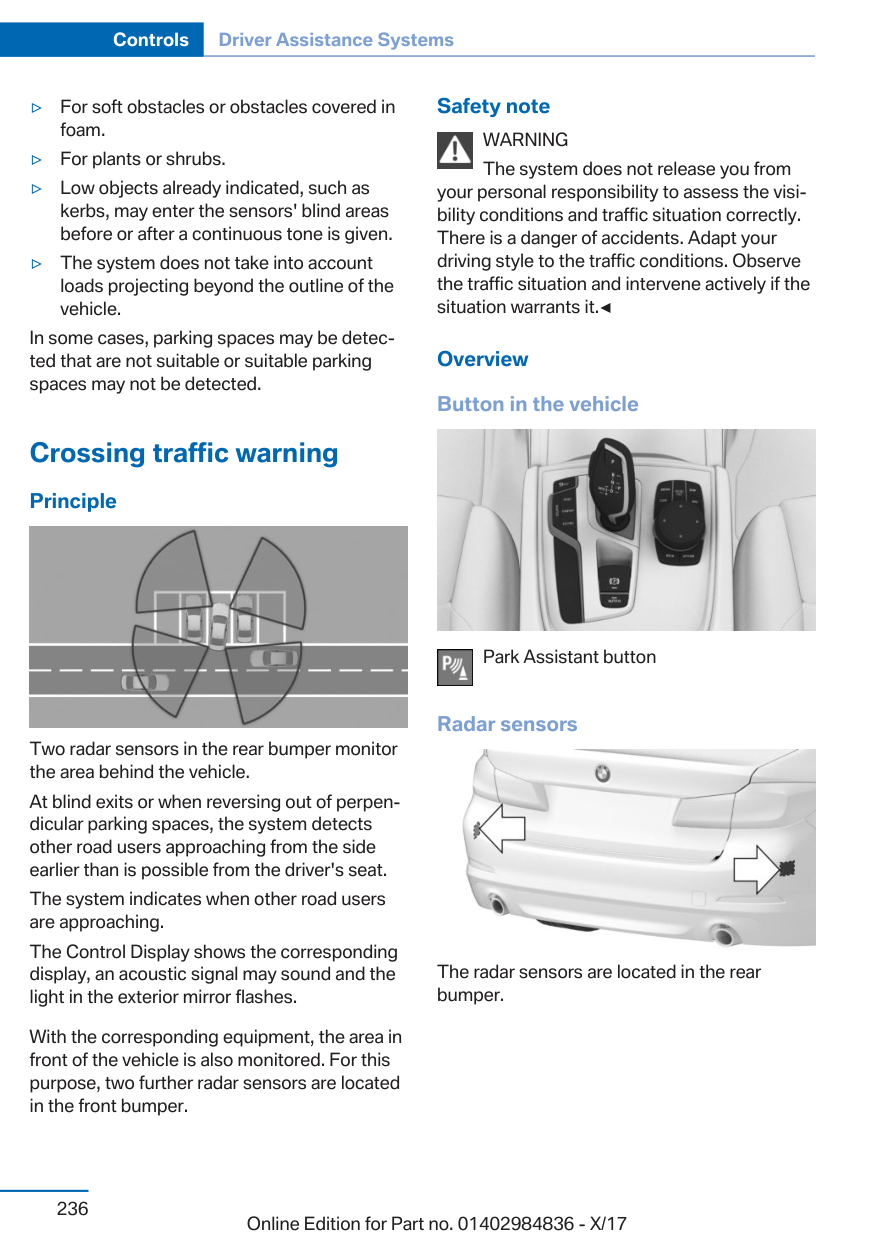 Controls Driver Assistance Systems
▷ For soft obstacles or obstacles covered in
foam.
▷ For plants or shrubs.
▷ Low objects already indicated, such as
kerbs, may enter the sensors' blind areas
before or after a continuous tone is given.
▷ The system does not take into account
loads projecting beyond the outline of the
vehicle.
In some cases, parking spaces may be detec-
ted that are not suitable or suitable parking
spaces may not be detected.
Crossing traffic warning
Principle
Two radar sensors in the rear bumper monitor
the area behind the vehicle.
At blind exits or when reversing out of perpen-
dicular parking spaces, the system detects
other road users approaching from the side
earlier than is possible from the driver's seat.
The system indicates when other road users
are approaching.
The Control Display shows the corresponding
display, an acoustic signal may sound and the
light in the exterior mirror flashes.
With the corresponding equipment, the area in
front of the vehicle is also monitored. For this
purpose, two further radar sensors are located
in the front bumper.
Safety note
WARNING
The system does not release you from
your personal responsibility to assess the visi-
bility conditions and traffic situation correctly.
There is a danger of accidents. Adapt your
driving style to the traffic conditions. Observe
the traffic situation and intervene actively if the
situation warrants it.◄
Overview
Button in the vehicle
P
Park Assistant button
Radar sensors
The radar sensors are located in the rear
bumper.
236
Online Edition for Part no. 01402984836 - X/17